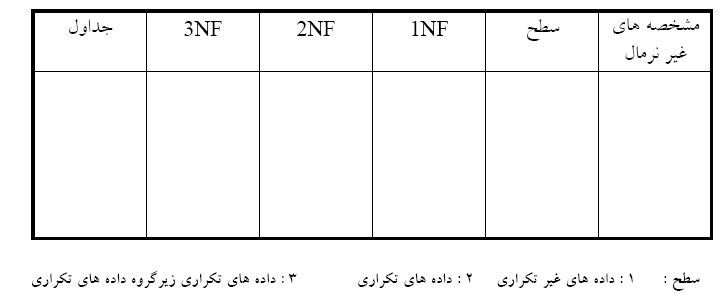 مشخصه های غیر نرمال	سطح	1NF	2NF	3NF	جداول
سطح : ۱ : داده های غیر تکراری ۲ : داده های تکراری ۳ : داده های تکراری زیرگروه داده های تکراری